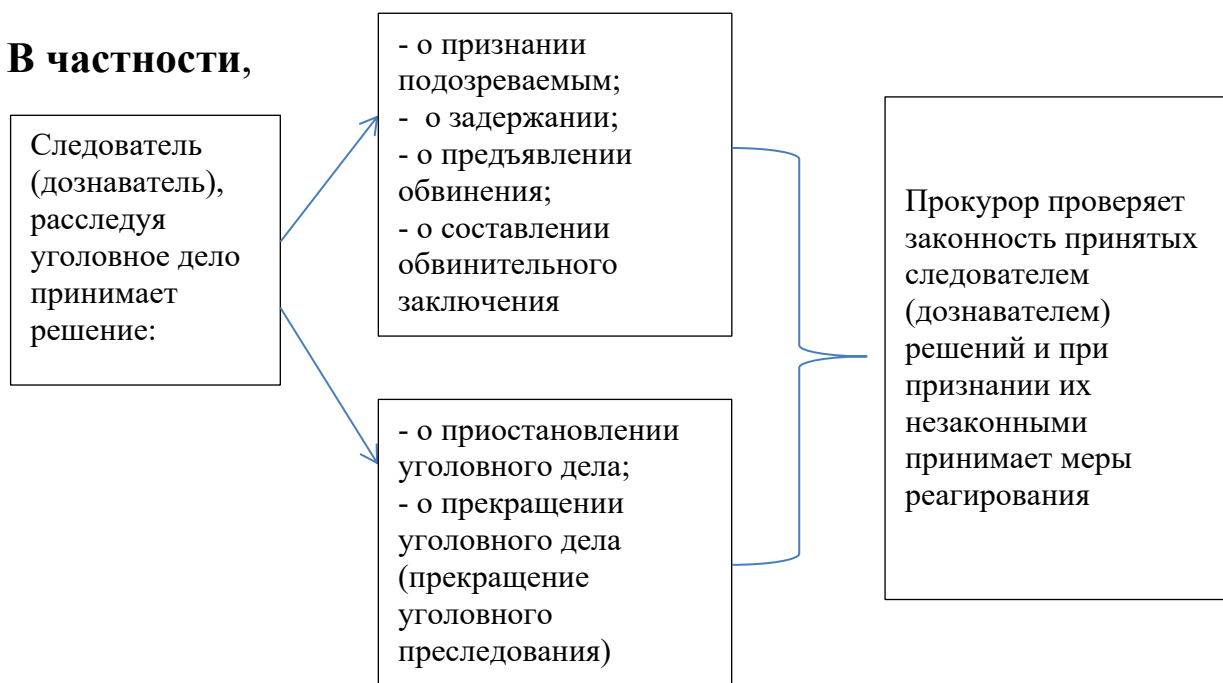 В частности,
Следователь
(дознаватель),
расследуя
уголовное дело
принимает
решение:
- о признании
подозреваемым;
- о задержании;
- о предъявлении
обвинения;
- о составлении
обвинительного
заключения
- о приостановлении
уголовного дела;
- о прекращении
уголовного дела
(прекращение
уголовного
преследования)
Прокурор проверяет
законность принятых
следователем
(дознавателем)
решений и при
признании их
незаконными
принимает меры
реагирования